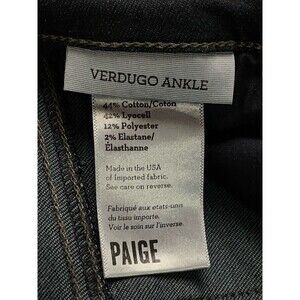 VERDUGO ANKLE
44% Cotton/Coton
42% Lyocell
12% Polyester
2% Elastane/
Élasthanne
Made in the USA
of Imported fabric.
See care on reverse.
Fabriqué aux etats-unis
du tissu importe.
Voir le soin sur l'inverse.
PAIGE